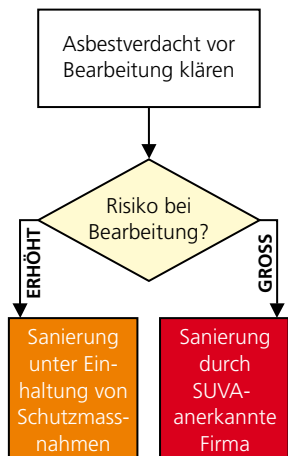 Asbestverdacht vor
Bearbeitung klären
Risiko bei
Bearbeitung?
ERHÖHT
GROSS
Sanierung
unter Ein-
haltung von
Schutzmass-
nahmen
Sanierung
durch
SUVA-
anerkannte
Firma